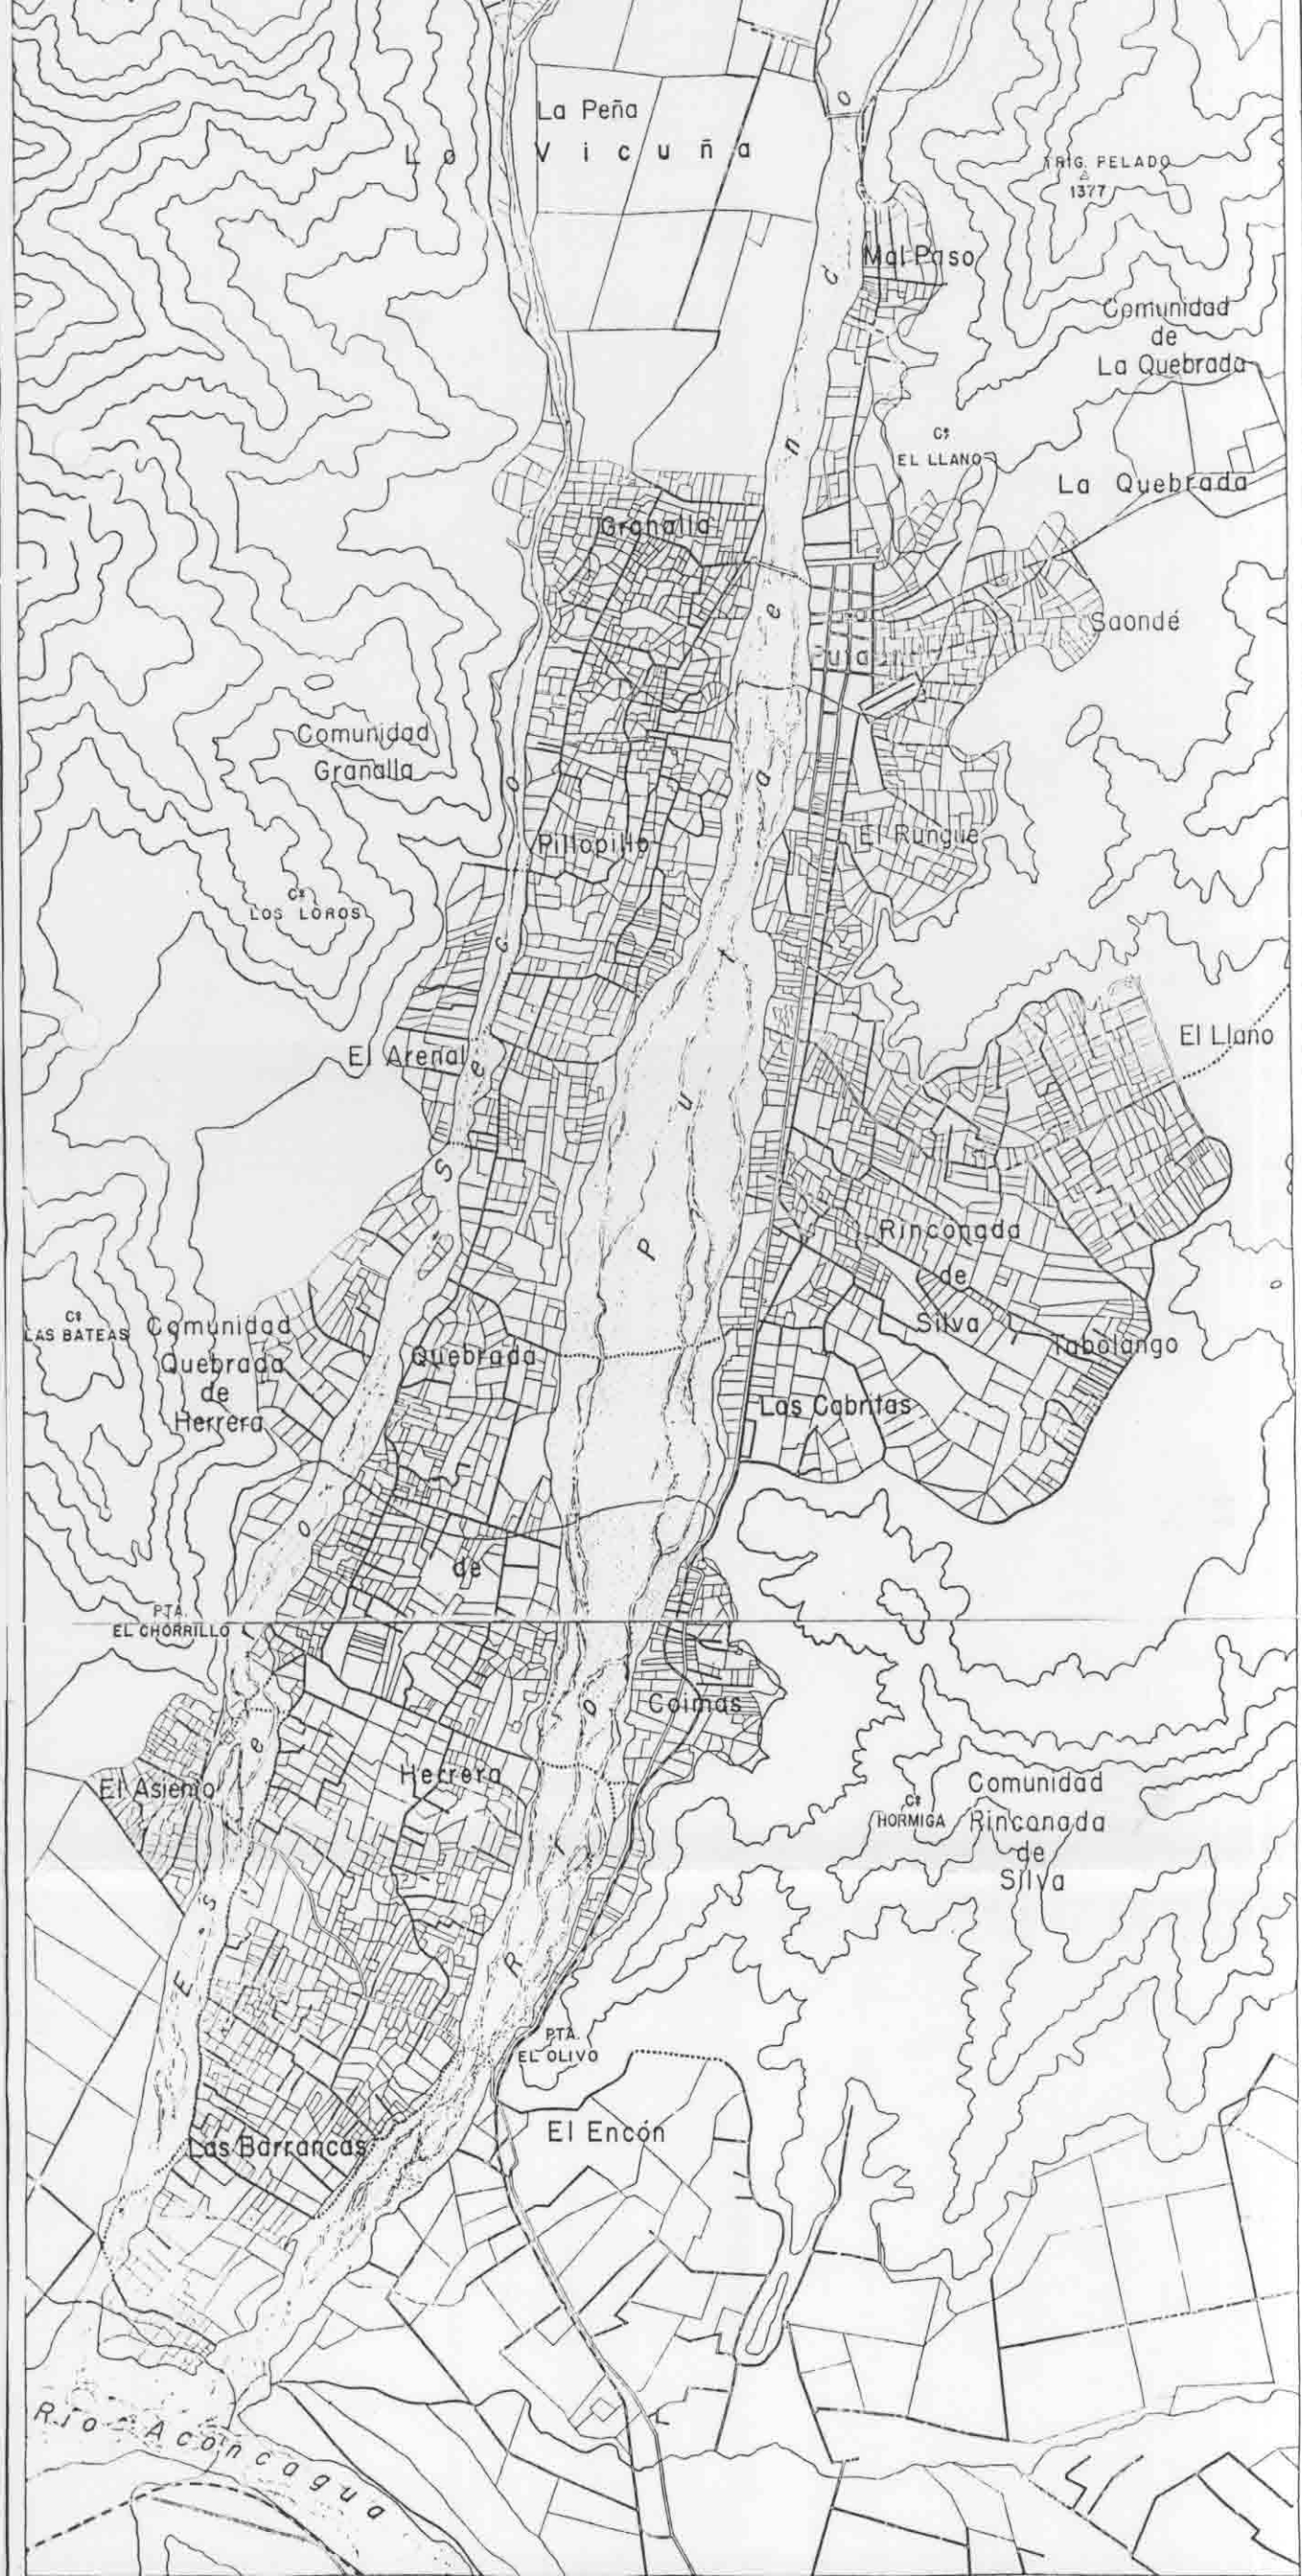 La Peña
Lo Vicuña
TRIG. PELADO
1377
Mal Paso
Comunidad
de
La Quebrada
Cº
EL LLANO
La Quebrada
Granalla
Saondé
Comunidad
Granalla
Pillopillo
El Rungue
Cº
LOS LOROS
El Arenal
El Llano
Rinconada
de
Silva
Tabolango
Cº
LAS BATEAS
Comunidad
Quebrada
de
Herrera
Quebrada
de
Herrera
Las Cabritas
PTA.
EL CHORRILLO
Coimas
El Asiento
Cº
HORMIGA
Comunidad
Rinconada
de
Silva
Estero Seco
Río Putaendo
PTA.
EL OLIVO
El Encón
Las Barrancas
Río Aconcagua